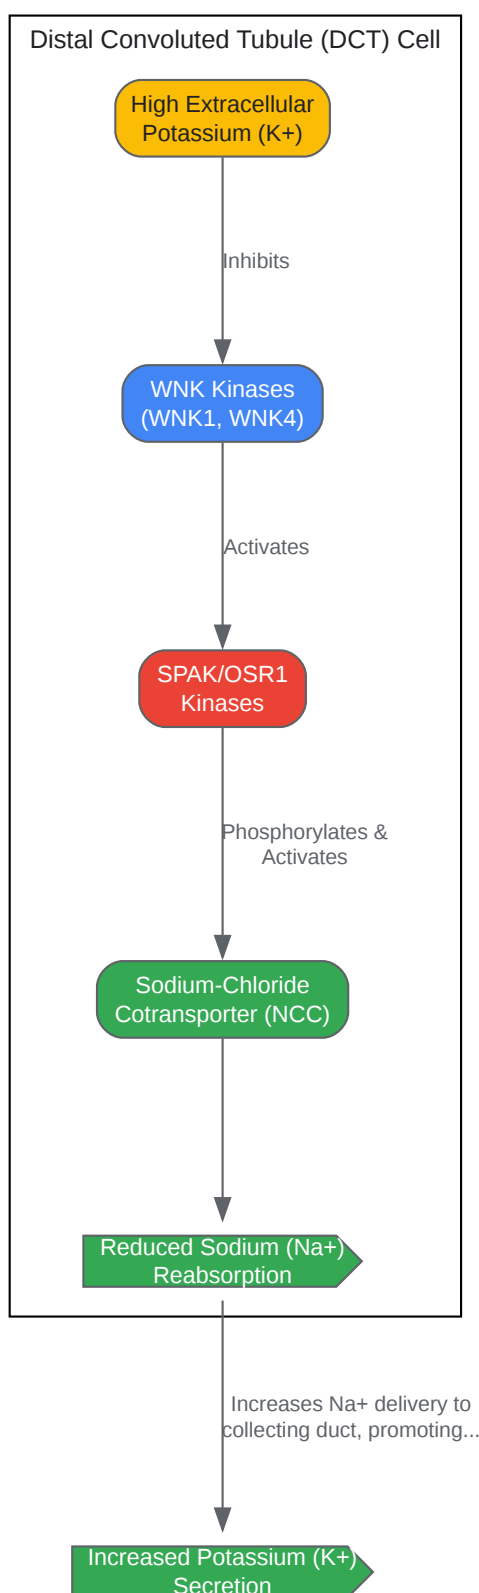 Distal Convoluted Tubule (DCT) Cell
High Extracellular
Potassium (K+)
Inhibits
WNK Kinases
(WNK1, WNK4)
Activates
SPAK/OSR1
Kinases
Phosphorylates &
Activates
Sodium-Chloride
Cotransporter (NCC)
Reduced Sodium (Na+)
Reabsorption
Increases Na+ delivery to
collecting duct, promoting...
Increased Potassium (K+)
Secretion